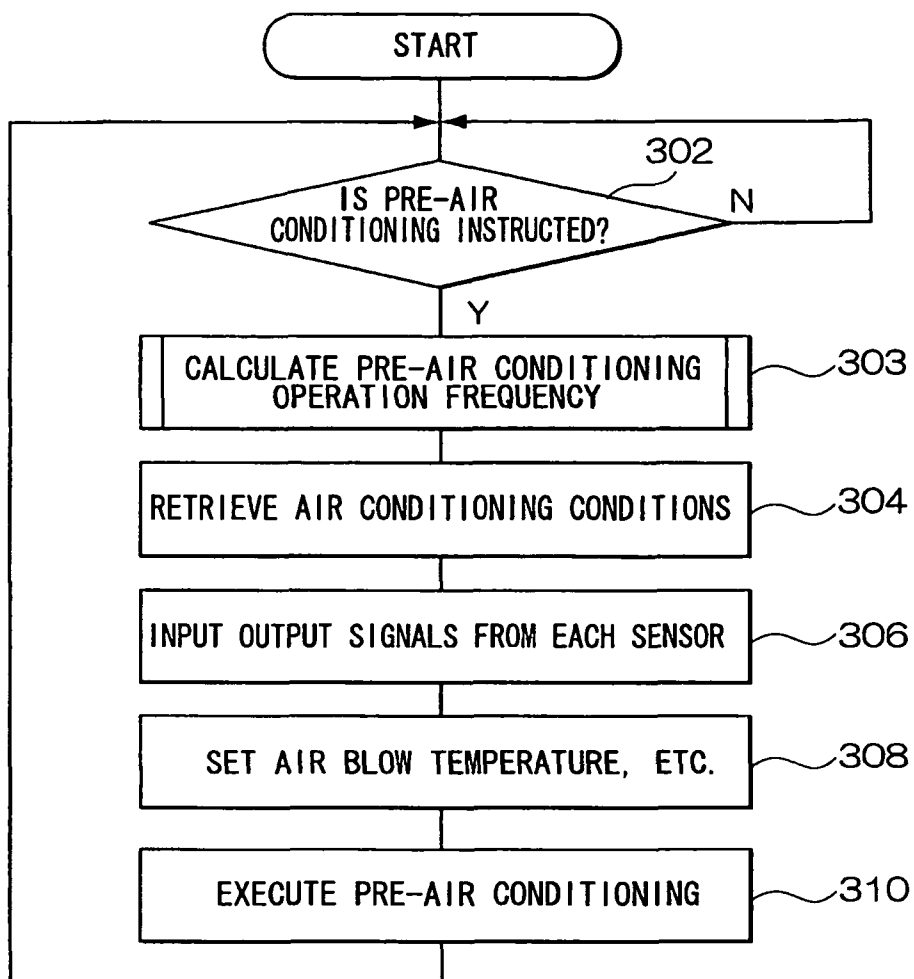 START
302
IS PRE-AIR
CONDITIONING INSTRUCTED?
N
Y
CALCULATE PRE-AIR CONDITIONING
OPERATION FREQUENCY
303
RETRIEVE AIR CONDITIONING CONDITIONS
304
INPUT OUTPUT SIGNALS FROM EACH SENSOR
306
SET AIR BLOW TEMPERATURE, ETC.
308
EXECUTE PRE-AIR CONDITIONING
310